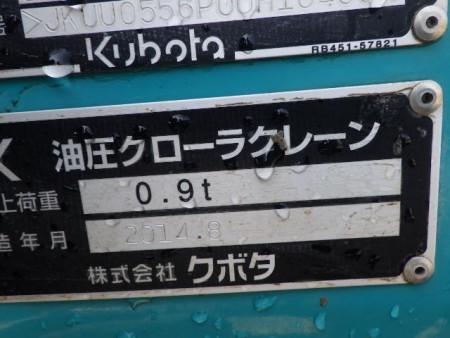 Kubota
RB451-57821
油圧クローラクレーン
上荷重 0.9t
造年月 2014.8
株式会社 クボタ